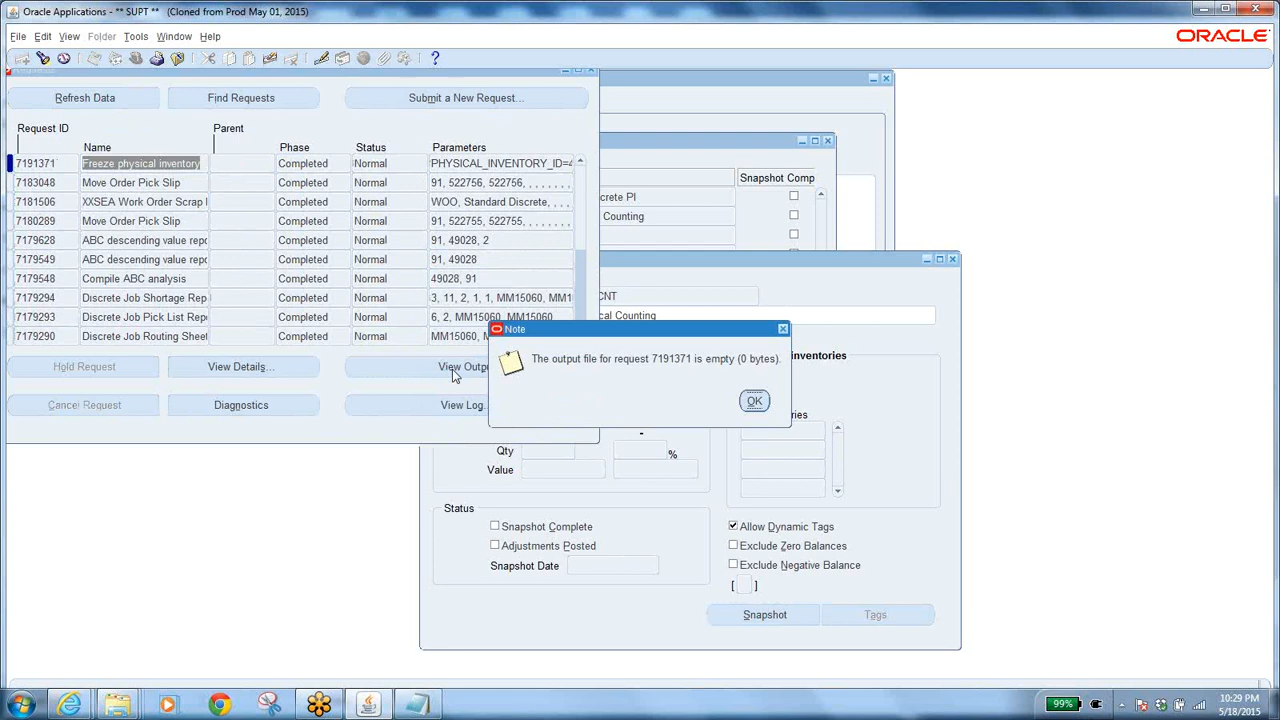 Oracle Applications - ** SUPT ** (Cloned from Prod May 01, 2015)
File Edit View Folder Tools Window Help
ORACLE
Refresh Data Find Requests Submit a New Request...
Request ID Parent
Name Phase Status Parameters
7191371 Freeze physical inventory Completed Normal PHYSICAL_INVENTORY_ID=4
7183048 Move Order Pick Slip Completed Normal 91, 522756, 522756, , , , , , ,
7181506 XXSEA Work Order Scrap Completed Normal WOO, Standard Discrete, , , ,
7180289 Move Order Pick Slip Completed Normal 91, 522755, 522755, , , , , , ,
7179628 ABC descending value repo Completed Normal 91, 49028, 2
7179549 ABC descending value repo Completed Normal 91, 49028
7179548 Compile ABC analysis Completed Normal 49028, 91
7179294 Discrete Job Shortage Rep Completed Normal 3, 11, 2, 1, 1, MM15060, MM1
7179293 Discrete Job Pick List Repo Completed Normal 6, 2, MM15060, MM15060
7179290 Discrete Job Routing Sheet Completed Normal MM15060,
Hold Request View Details... View Outp
Cancel Request Diagnostics View Log..
Snapshot Comp
crete PI
Counting
CNT
cal Counting
Note
The output file for request 7191371 is empty (0 bytes).
OK
nventories
ries
-
Qty %
Value
Status
Snapshot Complete
Adjustments Posted
Snapshot Date
Allow Dynamic Tags
Exclude Zero Balances
Exclude Negative Balance
[ ]
Snapshot Tags
99%
10:29 PM
5/18/2015